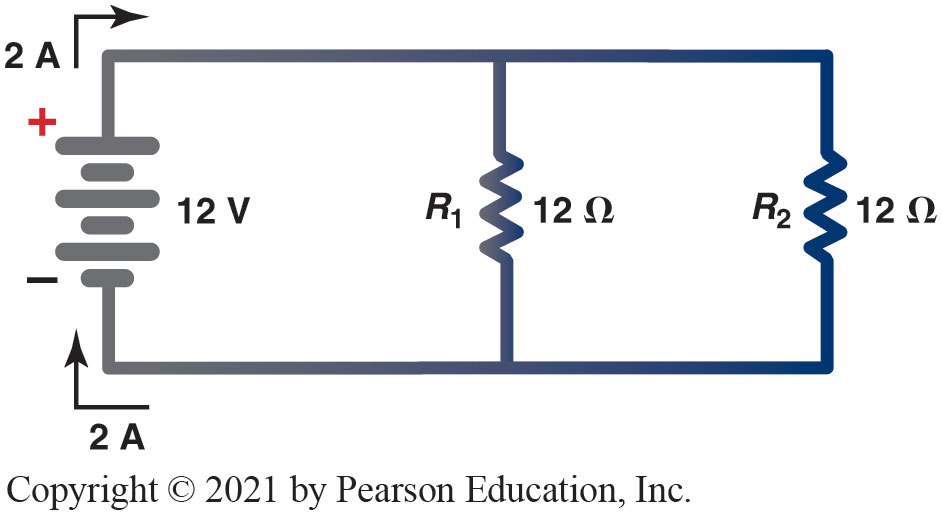 2 A
+
12 V
R1
12 Ω
R2
12 Ω
–
2 A
Copyright © 2021 by Pearson Education, Inc.